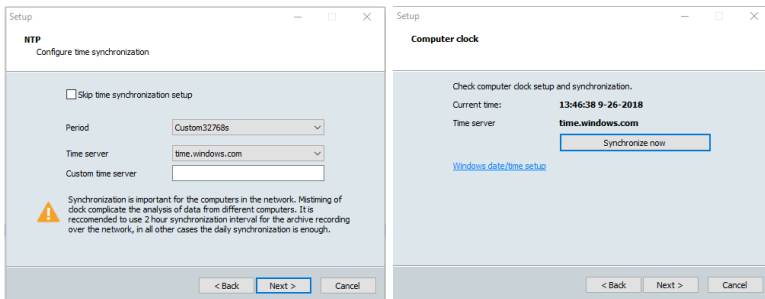 Setup
NTP
Configure time synchronization
Skip time synchronization setup
Period Custom32768s
Time server time.windows.com
Custom time server
Synchronization is important for the computers in the network. Mistiming of
clock complicate the analysis of data from different computers. It is
reccomended to use 2 hour synchronization interval for the archive recording
over the network, in all other cases the daily synchronization is enough.
< Back Next > Cancel
Setup
Computer clock
Check computer clock setup and synchronization.
Current time: 13:46:38 9-26-2018
Time server time.windows.com
Synchronize now
Windows date/time setup
< Back Next > Cancel